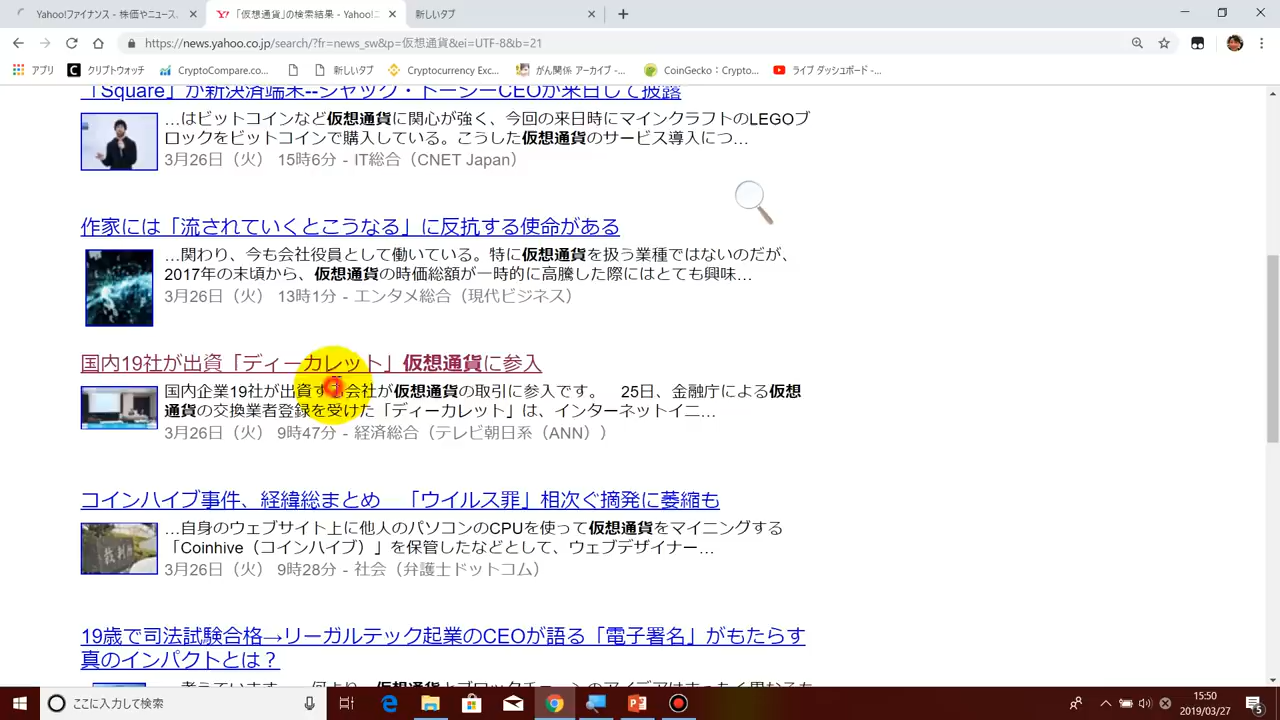 Yahoo!ファイナンス - 株価やニュース、
「仮想通貨」の検索結果 - Yahoo!ニ
新しいタブ
https://news.yahoo.co.jp/search/?fr=news_sw&p=仮想通貨&ei=UTF-8&b=21
アプリ クリプトウォッチ CryptoCompare.co... 新しいタブ Cryptocurrency Exc... がん関係 アーカイブ -... CoinGecko：Cryptoc... ライブ ダッシュボード -...
「Square」が新決済端末--ジャック・ドーシーCEOが来日して披露
…はビットコインなど仮想通貨に関心が強く、今回の来日時にマインクラフトのLEGOブ
ロックをビットコインで購入している。こうした仮想通貨のサービス導入につ…
3月26日（火） 15時6分 - IT総合（CNET Japan）
作家には「流されていくとこうなる」に反抗する使命がある
…関わり、今も会社役員として働いている。特に仮想通貨を扱う業種ではないのだが、
2017年の末頃から、仮想通貨の時価総額が一時的に高騰した際にはとても興味…
3月26日（火） 13時1分 - エンタメ総合（現代ビジネス）
国内19社が出資「ディーカレット」仮想通貨に参入
国内企業19社が出資する会社が仮想通貨の取引に参入です。 25日、金融庁による仮想
通貨の交換業者登録を受けた「ディーカレット」は、インターネットイニ…
3月26日（火） 9時47分 - 経済総合（テレビ朝日系（ANN））
コインハイブ事件、経緯総まとめ 「ウイルス罪」相次ぐ摘発に萎縮も
…自身のウェブサイト上に他人のパソコンのCPUを使って仮想通貨をマイニングする
「Coinhive（コインハイブ）」を保管したなどとして、ウェブデザイナー…
3月26日（火） 9時28分 - 社会（弁護士ドットコム）
19歳で司法試験合格→リーガルテック起業のCEOが語る「電子署名」がもたらす
真のインパクトとは？
ここに入力して検索
15:50
2019/03/27
5